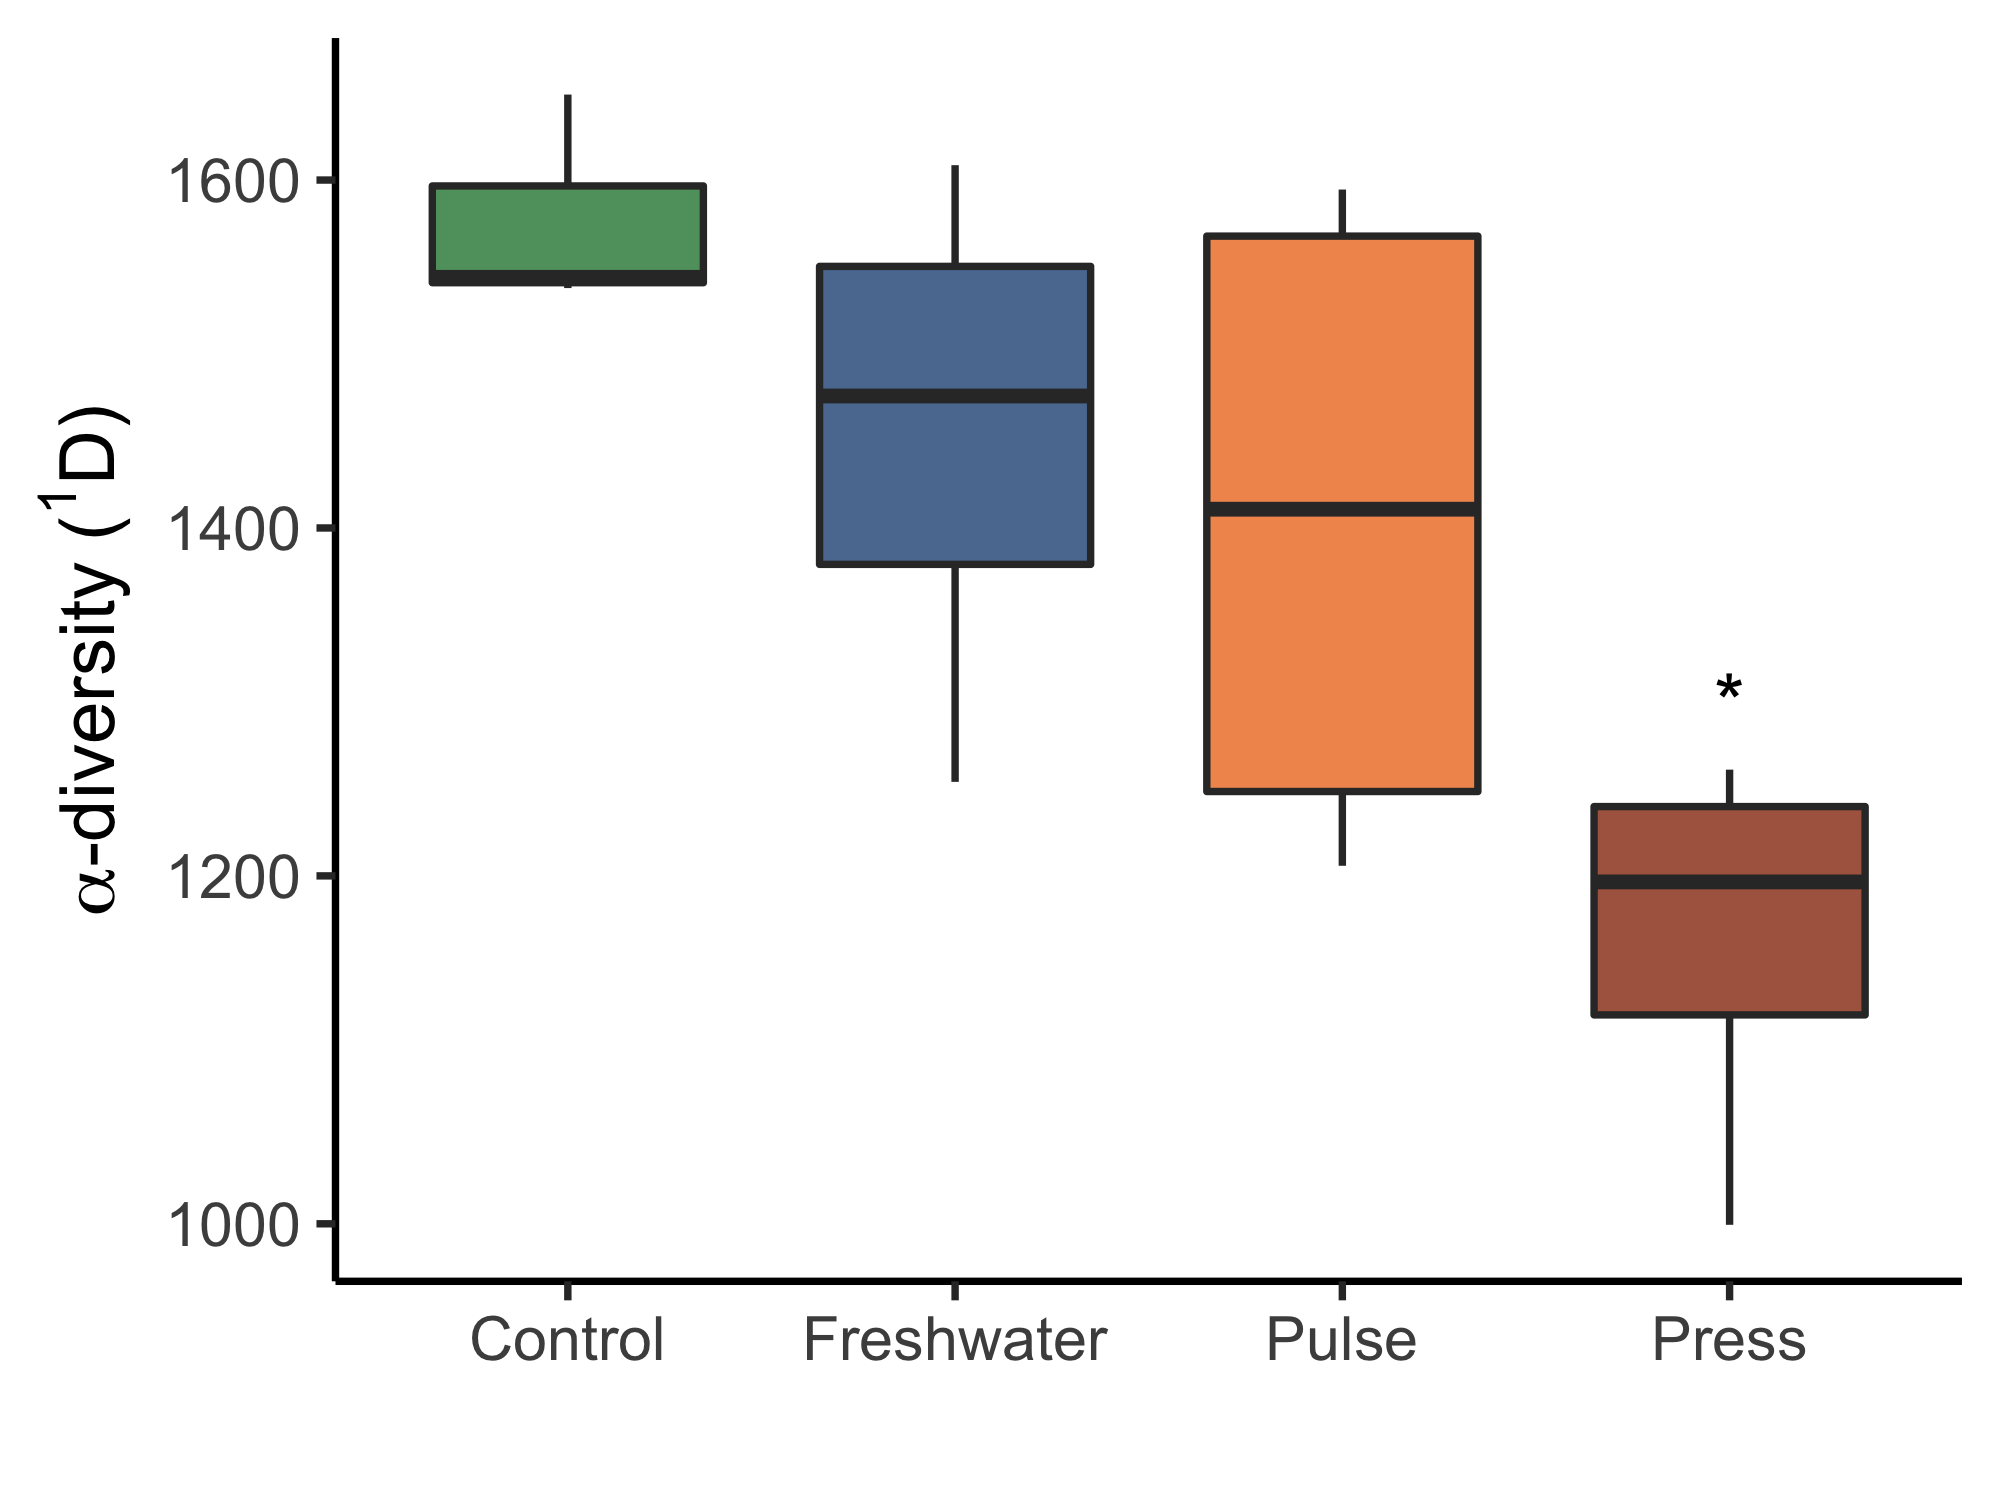 α-diversity (¹D)
1600
1400
1200
1000
*
Control Freshwater Pulse Press